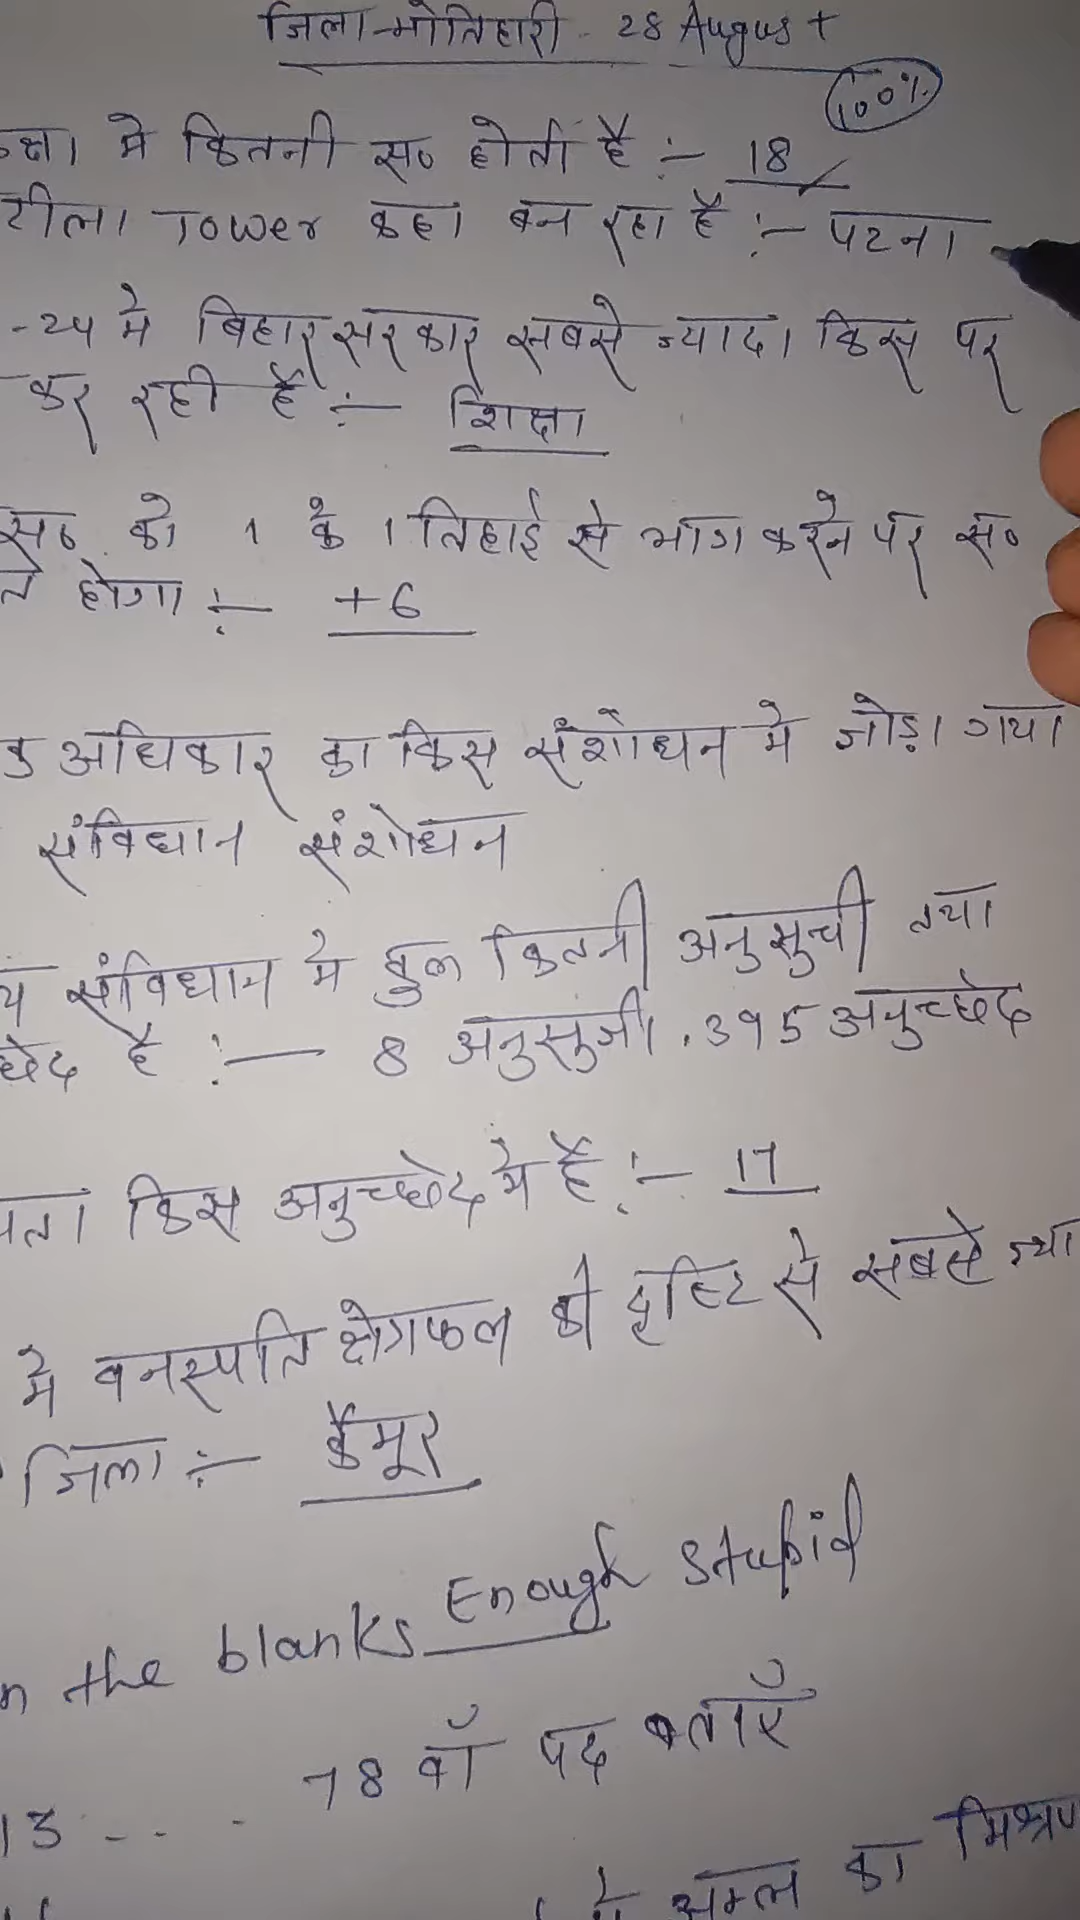 जिला-मोतिहारी - 28 August
100%
में कितनी स० होती है :- 18
टीला Tower कहा बन रहा है :- पटना
-24 में बिहार सरकार सबसे ज्यादा किस पर
कर रही है :- शिक्षा
स० को 1 के 1 तिहाई से भाग करने पर स०
होगा :- +6
अधिकार का किस संशोधन में जोड़ा गया
संविधान संशोधन
संविधान में कुल कितनी अनुसुची तथा
है :- 8 अनुसुची, 395 अनुच्छेद
किस अनुच्छेद में है :- 17
में वनस्पति क्षेत्रफल की दृष्टि से सबसे ज्या
जिला :- कैमूर
the blanks Enough stupid
78 वाँ पद बताएँ
13 - - -
में अम्ल का मिश्रण